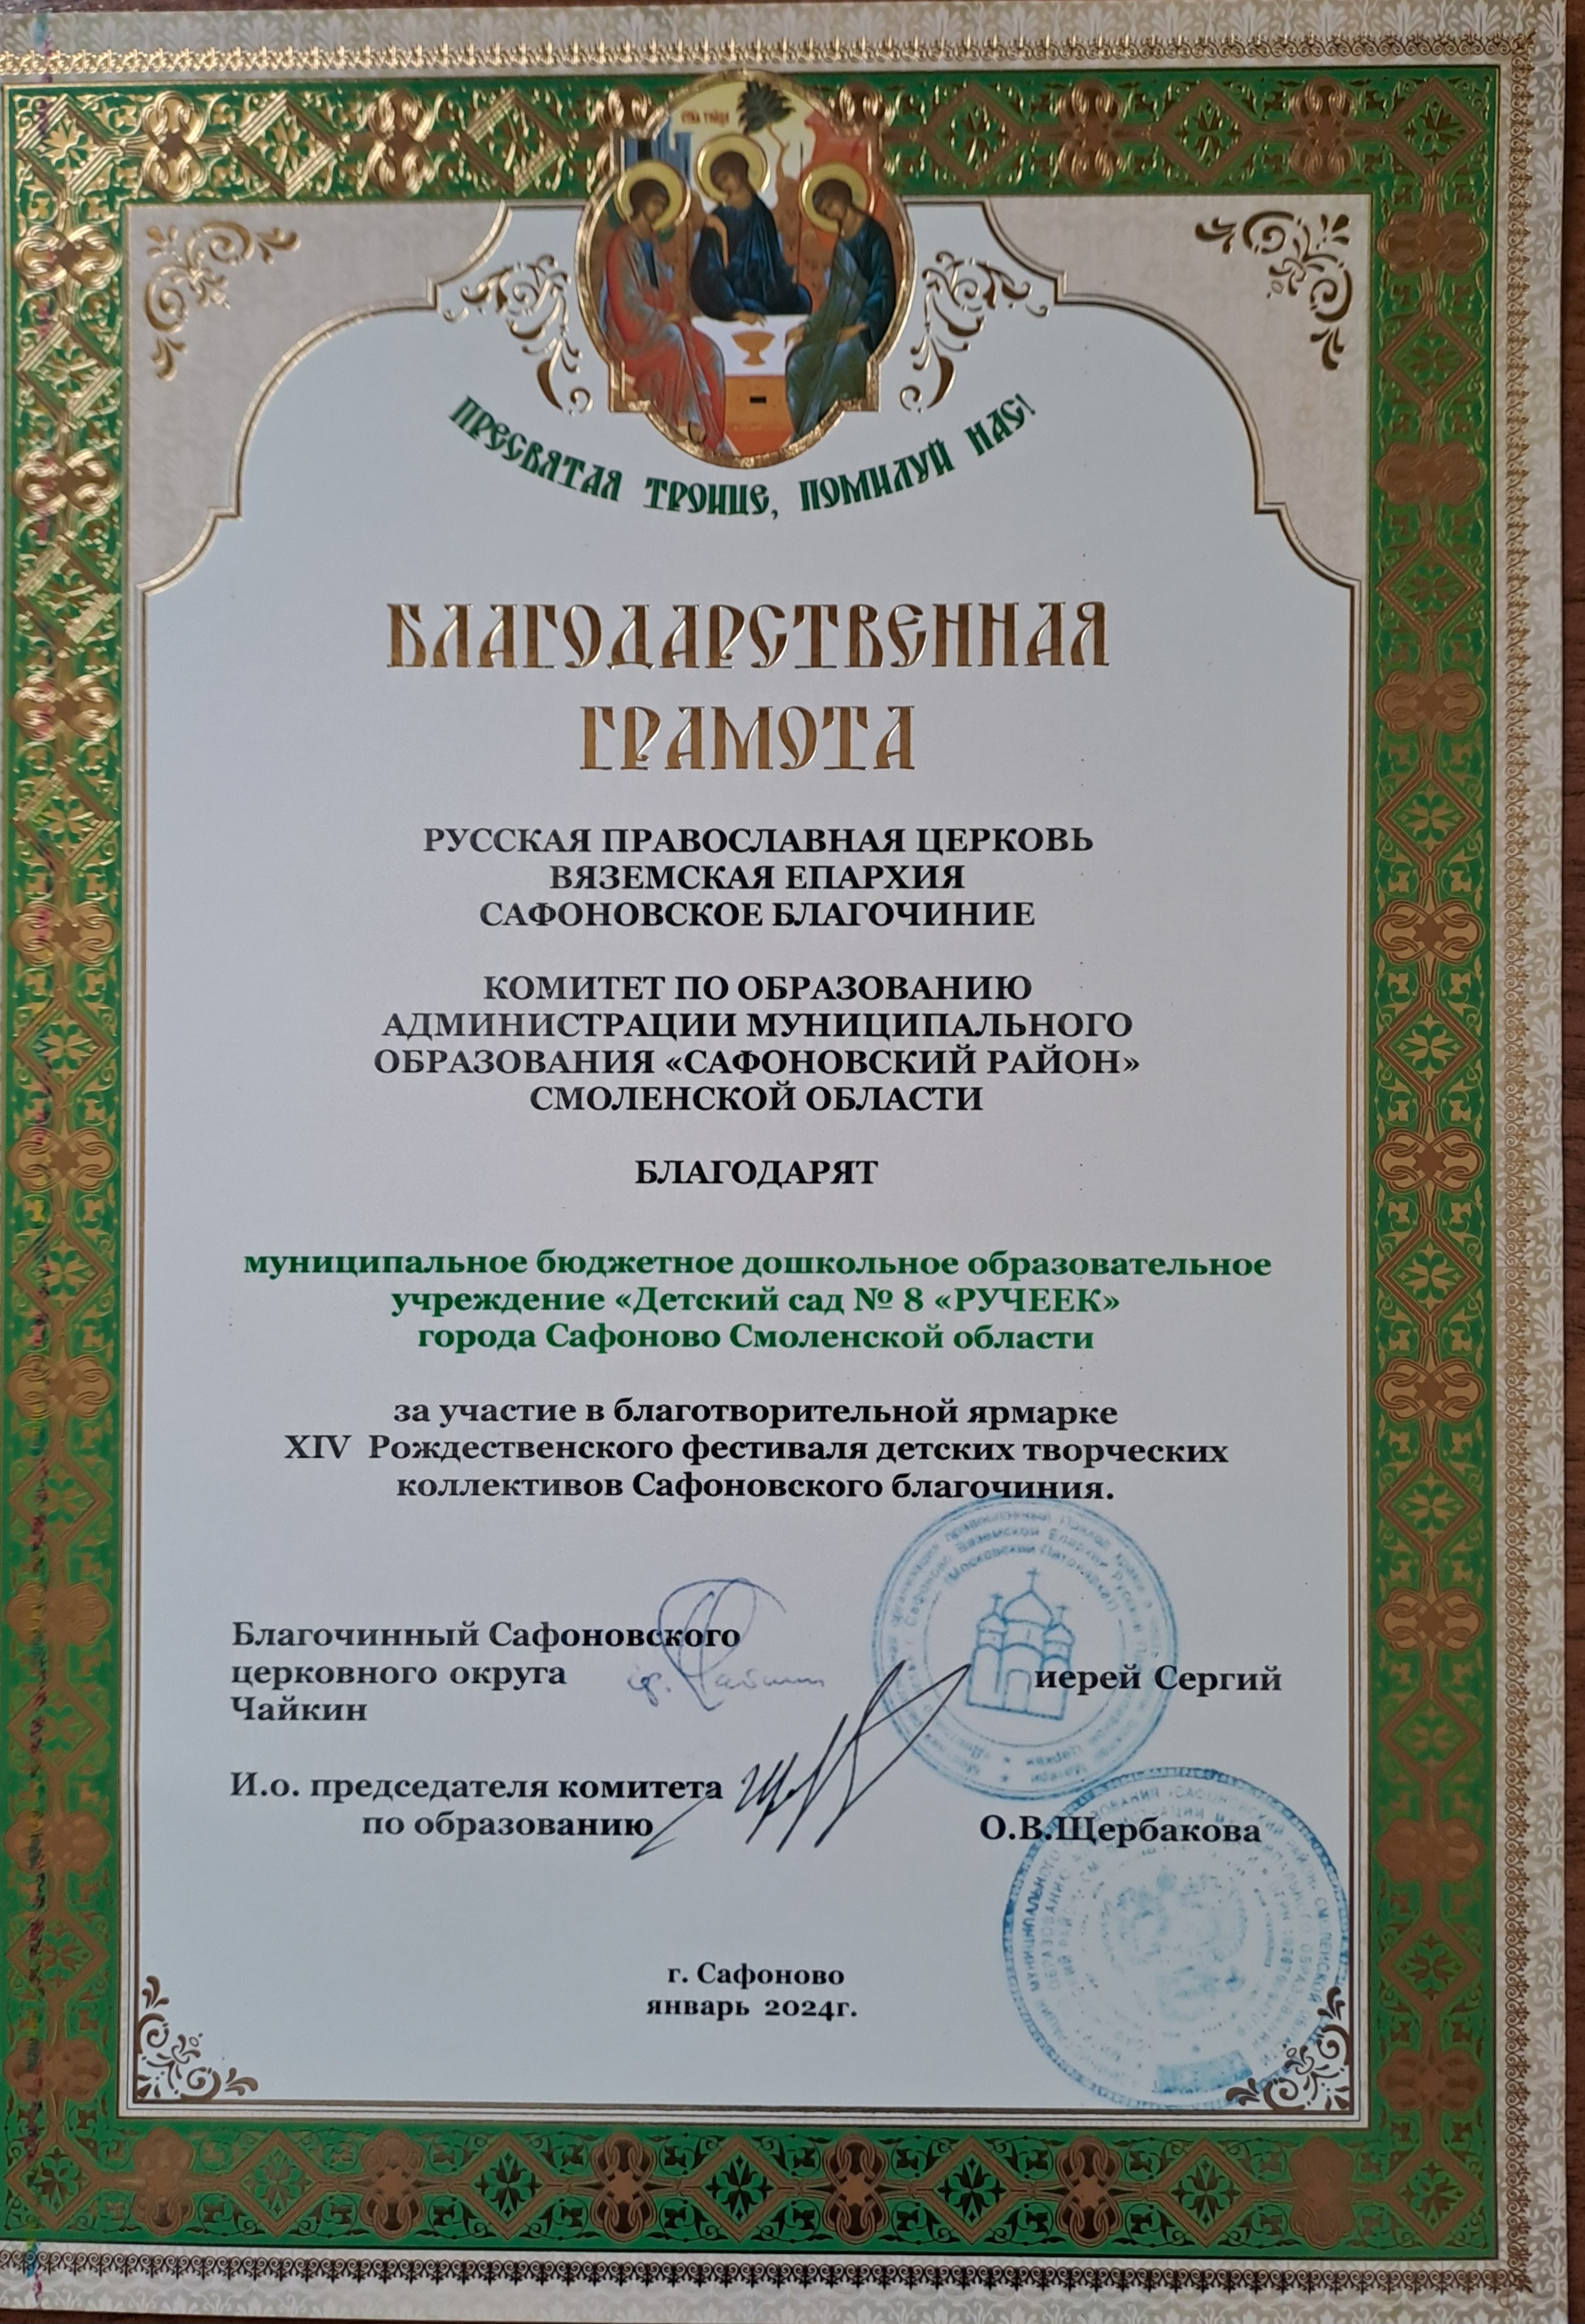 ПРЕСВЯТАЯ ТРОИЦЕ, ПОМИЛУЙ НАС!
БЛАГОДАРСТВЕННАЯ
ГРАМОТА
РУССКАЯ ПРАВОСЛАВНАЯ ЦЕРКОВЬ
ВЯЗЕМСКАЯ ЕПАРХИЯ
САФОНОВСКОЕ БЛАГОЧИНИЕ
КОМИТЕТ ПО ОБРАЗОВАНИЮ
АДМИНИСТРАЦИИ МУНИЦИПАЛЬНОГО
ОБРАЗОВАНИЯ «САФОНОВСКИЙ РАЙОН»
СМОЛЕНСКОЙ ОБЛАСТИ
БЛАГОДАРЯТ
муниципальное бюджетное дошкольное образовательное
учреждение «Детский сад № 8 «РУЧЕЕК»
города Сафоново Смоленской области
за участие в благотворительной ярмарке
XIV Рождественского фестиваля детских творческих
коллективов Сафоновского благочиния.
Благочинный Сафоновского
церковного округа иерей Сергий
Чайкин
И.о. председателя комитета
по образованию О.В.Щербакова
г. Сафоново
январь 2024г.